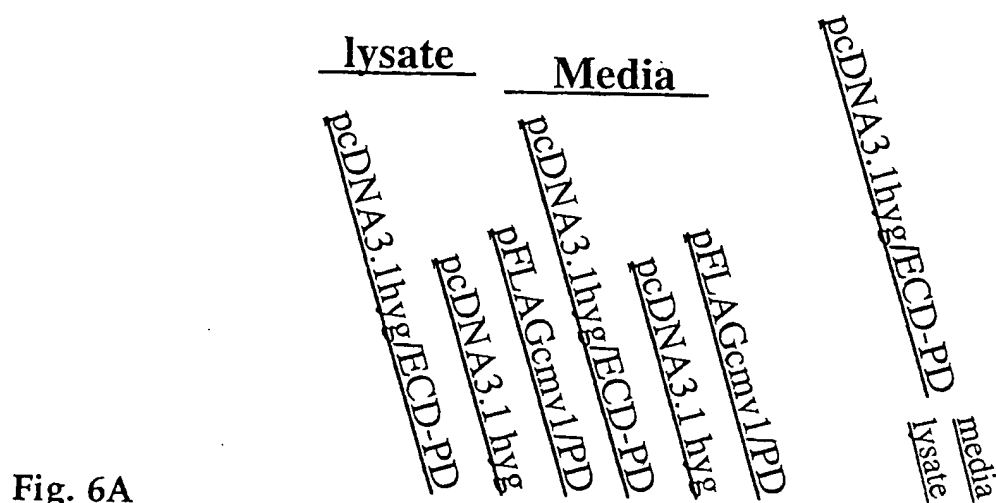 lysate
Media
pcDNA3.1hyg/ECD-PD
pcDNA3.1 hyg
pFLAGcmv1/PD
pcDNA3.1hyg/ECD-PD
pcDNA3.1 hyg
pFLAGcmv1/PD
pcDNA3.1hyg/ECD-PD
lysate
media
Fig. 6A